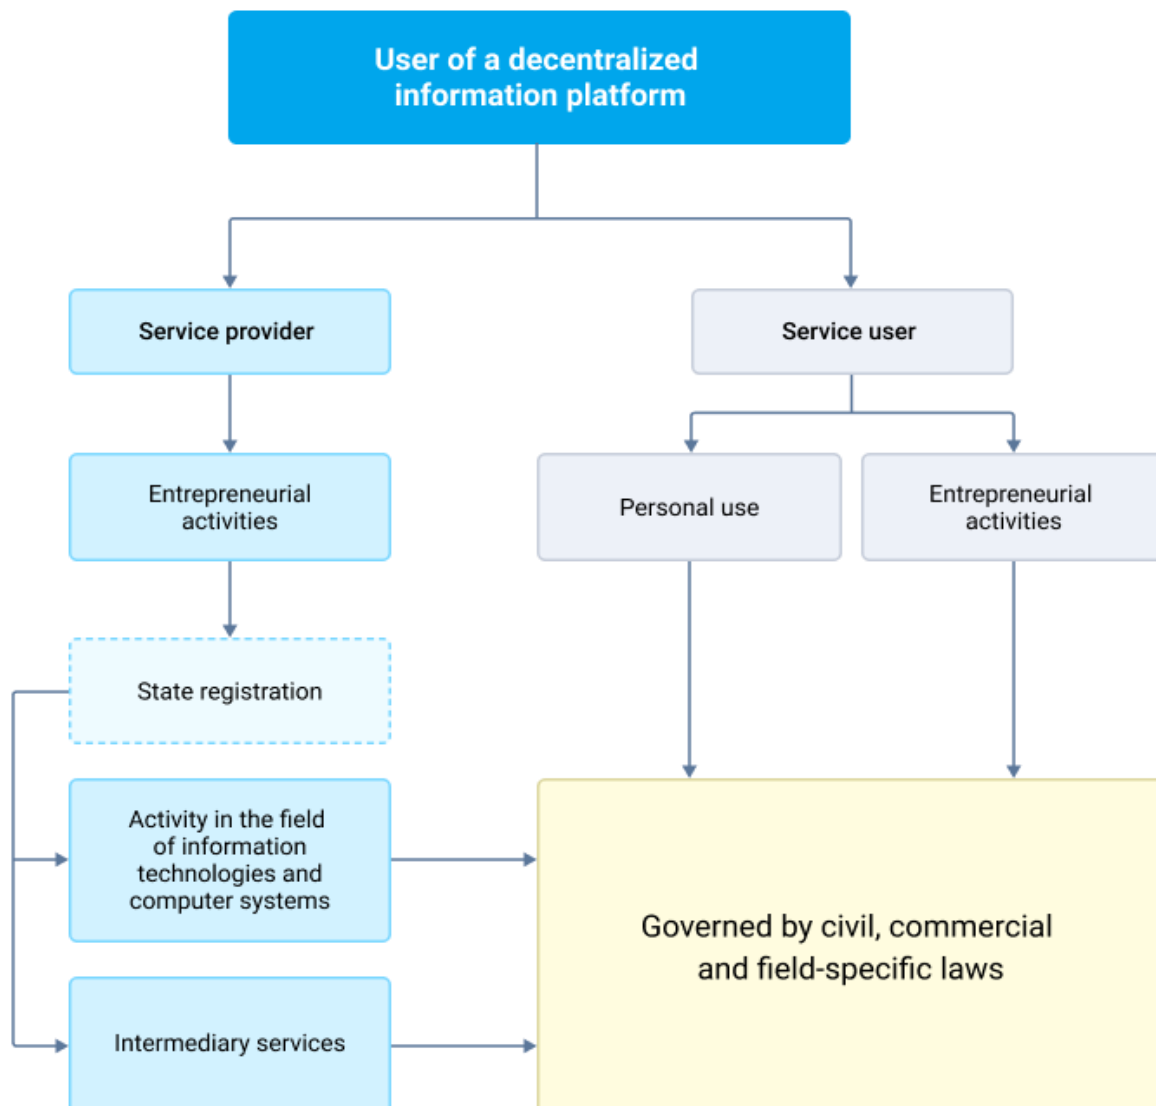 User of a decentralized
information platform
Service provider
Service user
Entrepreneurial
activities
Personal use
Entrepreneurial
activities
State registration
Activity in the field
of information
technologies and
computer systems
Governed by civil, commercial
and field-specific laws
Intermediary services